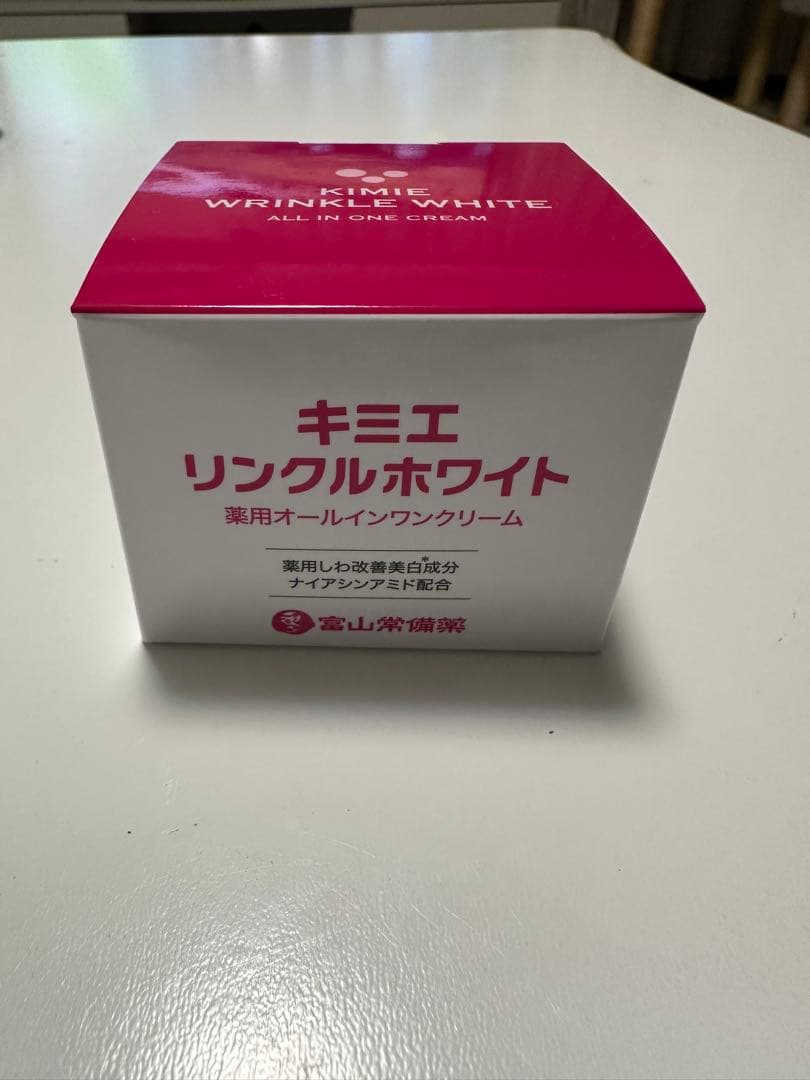 KIMIE
WRINKLE WHITE
ALL IN ONE CREAM
キミエ
リンクルホワイト
薬用オールインワンクリーム
薬用しわ改善美白*成分
ナイアシンアミド配合
富山常備薬